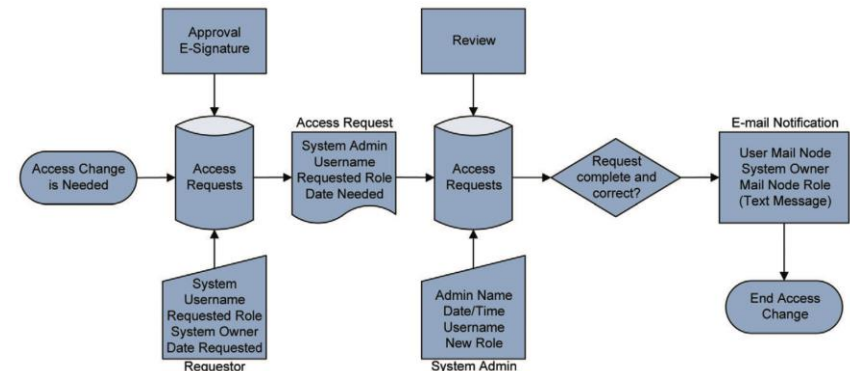 Approval
E-Signature
Review
Access Change
is Needed
Access
Requests
Access Request
System Admin
Username
Requested Role
Date Needed
Access
Requests
Request
complete and
correct?
E-mail Notification
User Mail Node
System Owner
Mail Node Role
(Text Message)
System
Username
Requested Role
System Owner
Date Requested
Requestor
Admin Name
Date/Time
Username
New Role
System Admin
End Access
Change